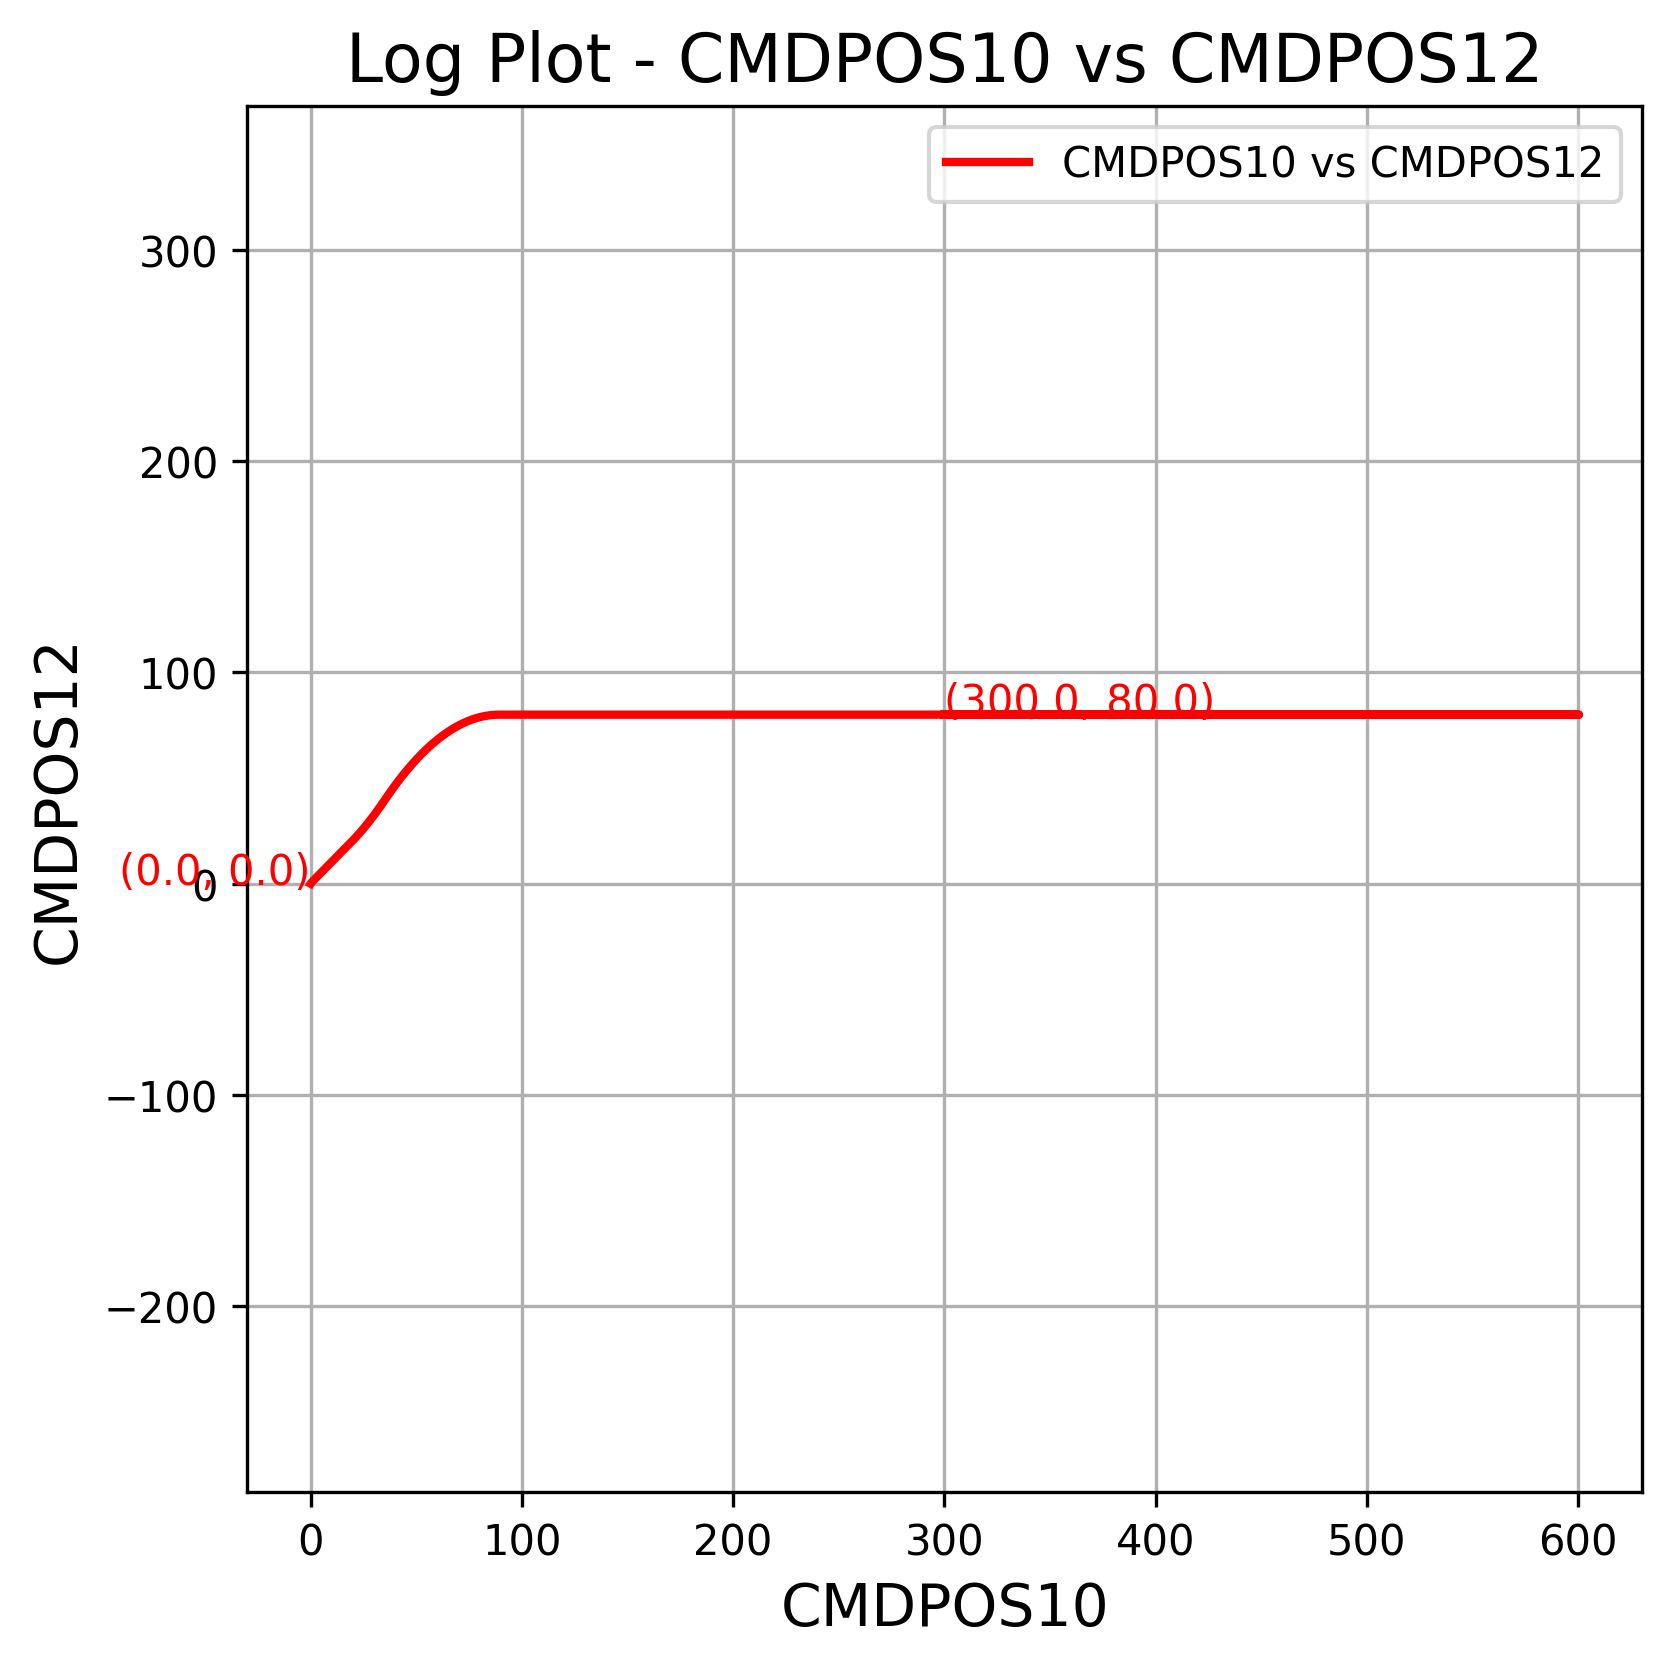 Log Plot - CMDPOS10 vs CMDPOS12
CMDPOS10 vs CMDPOS12
300
200
100
0
−100
−200
(300.0, 80.0)
(0.0, 0.0)
CMDPOS12
0 100 200 300 400 500 600
CMDPOS10